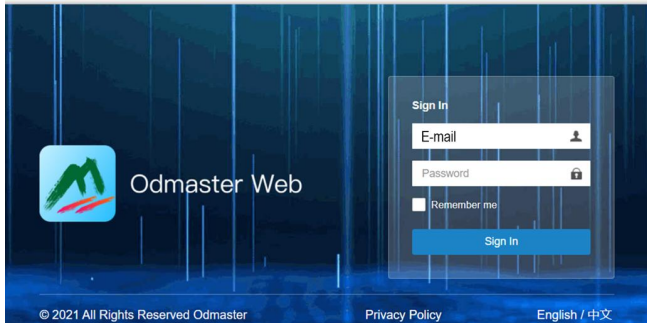 Sign In
E-mail
Password
Remember me
Sign In
Odmaster Web
© 2021 All Rights Reserved Odmaster
Privacy Policy
English / 中文